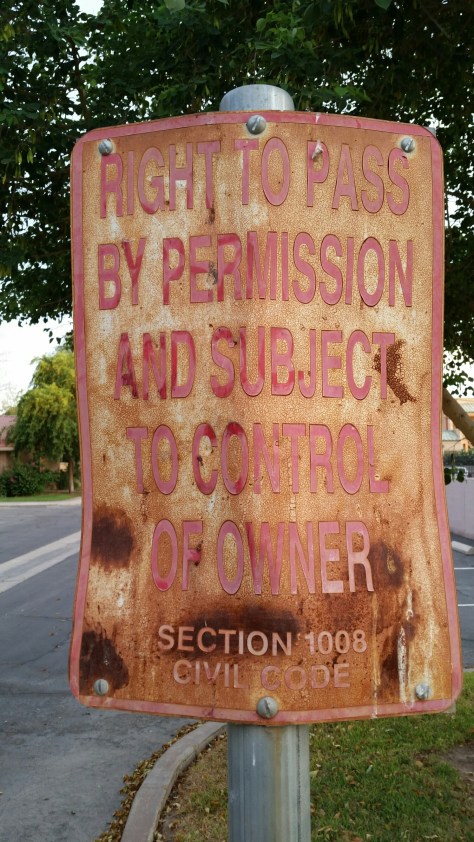 RIGHT TO PASS
BY PERMISSION
AND SUBJECT
TO CONTROL
OF OWNER
SECTION 1008
CIVIL CODE